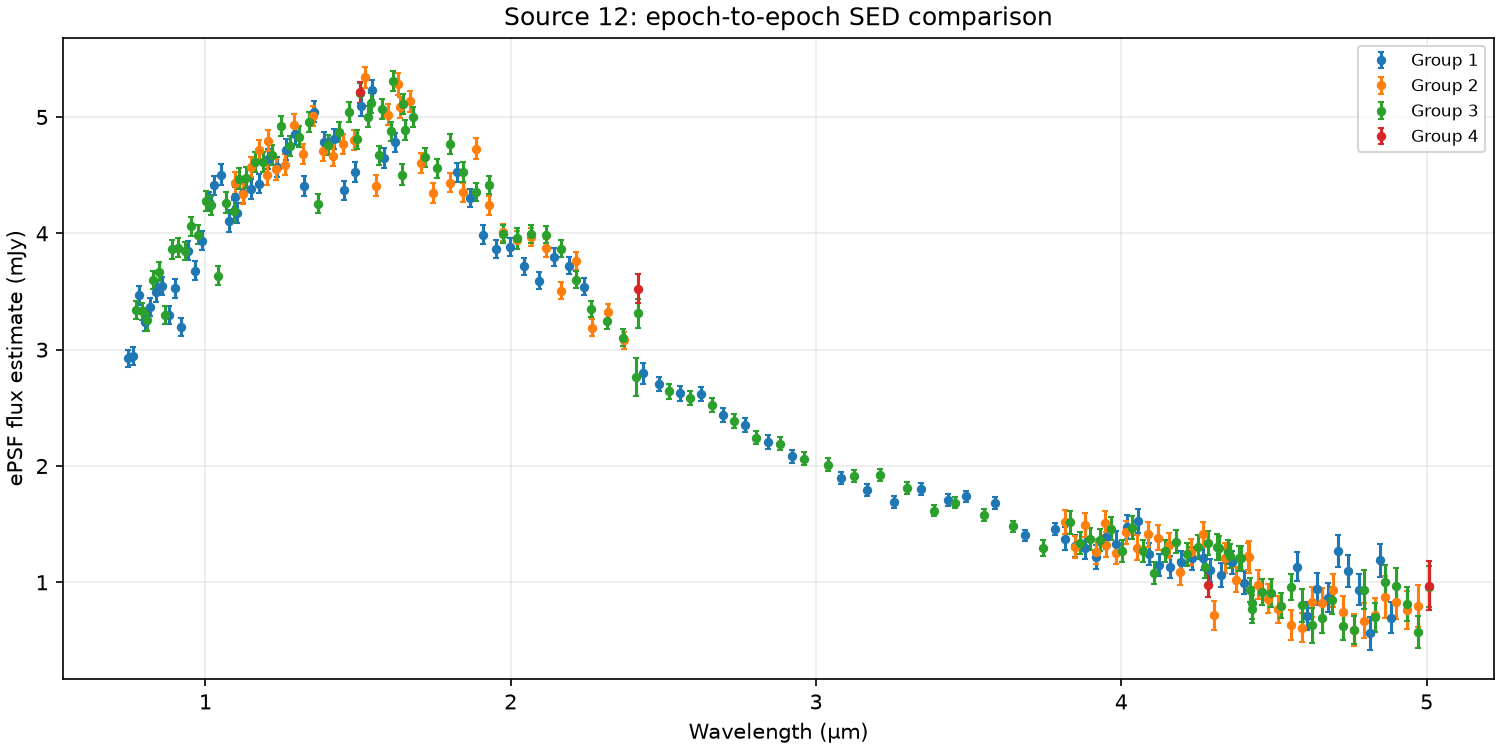 Source 12: epoch-to-epoch SED comparison
Group 1
Group 2
Group 3
Group 4
ePSF flux estimate (mJy)
5
4
3
2
1
1
2
3
4
5
Wavelength (μm)